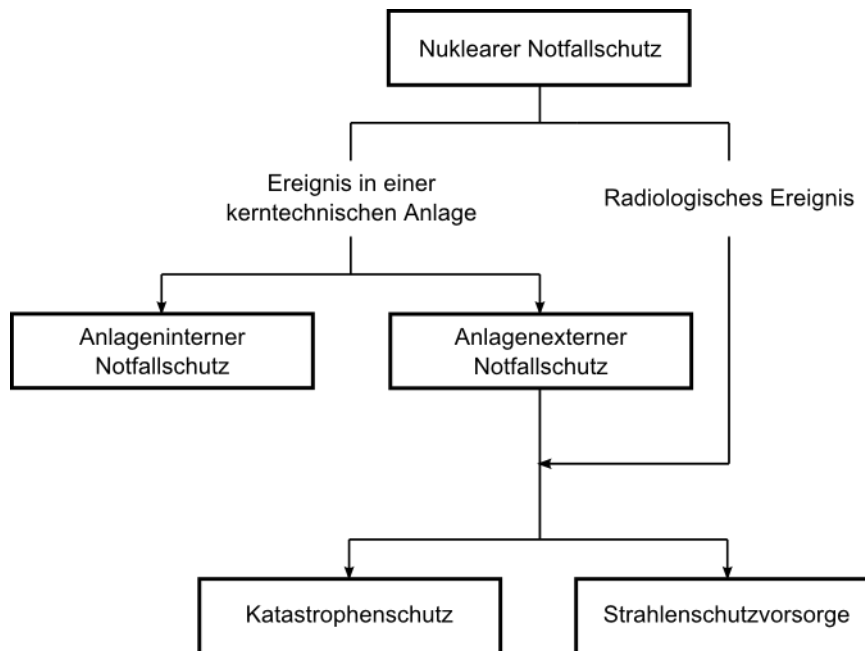 Nuklearer Notfallschutz
Ereignis in einer
kerntechnischen Anlage
Radiologisches Ereignis
Anlageninterner
Notfallschutz
Anlagenexterner
Notfallschutz
Katastrophenschutz
Strahlenschutzvorsorge